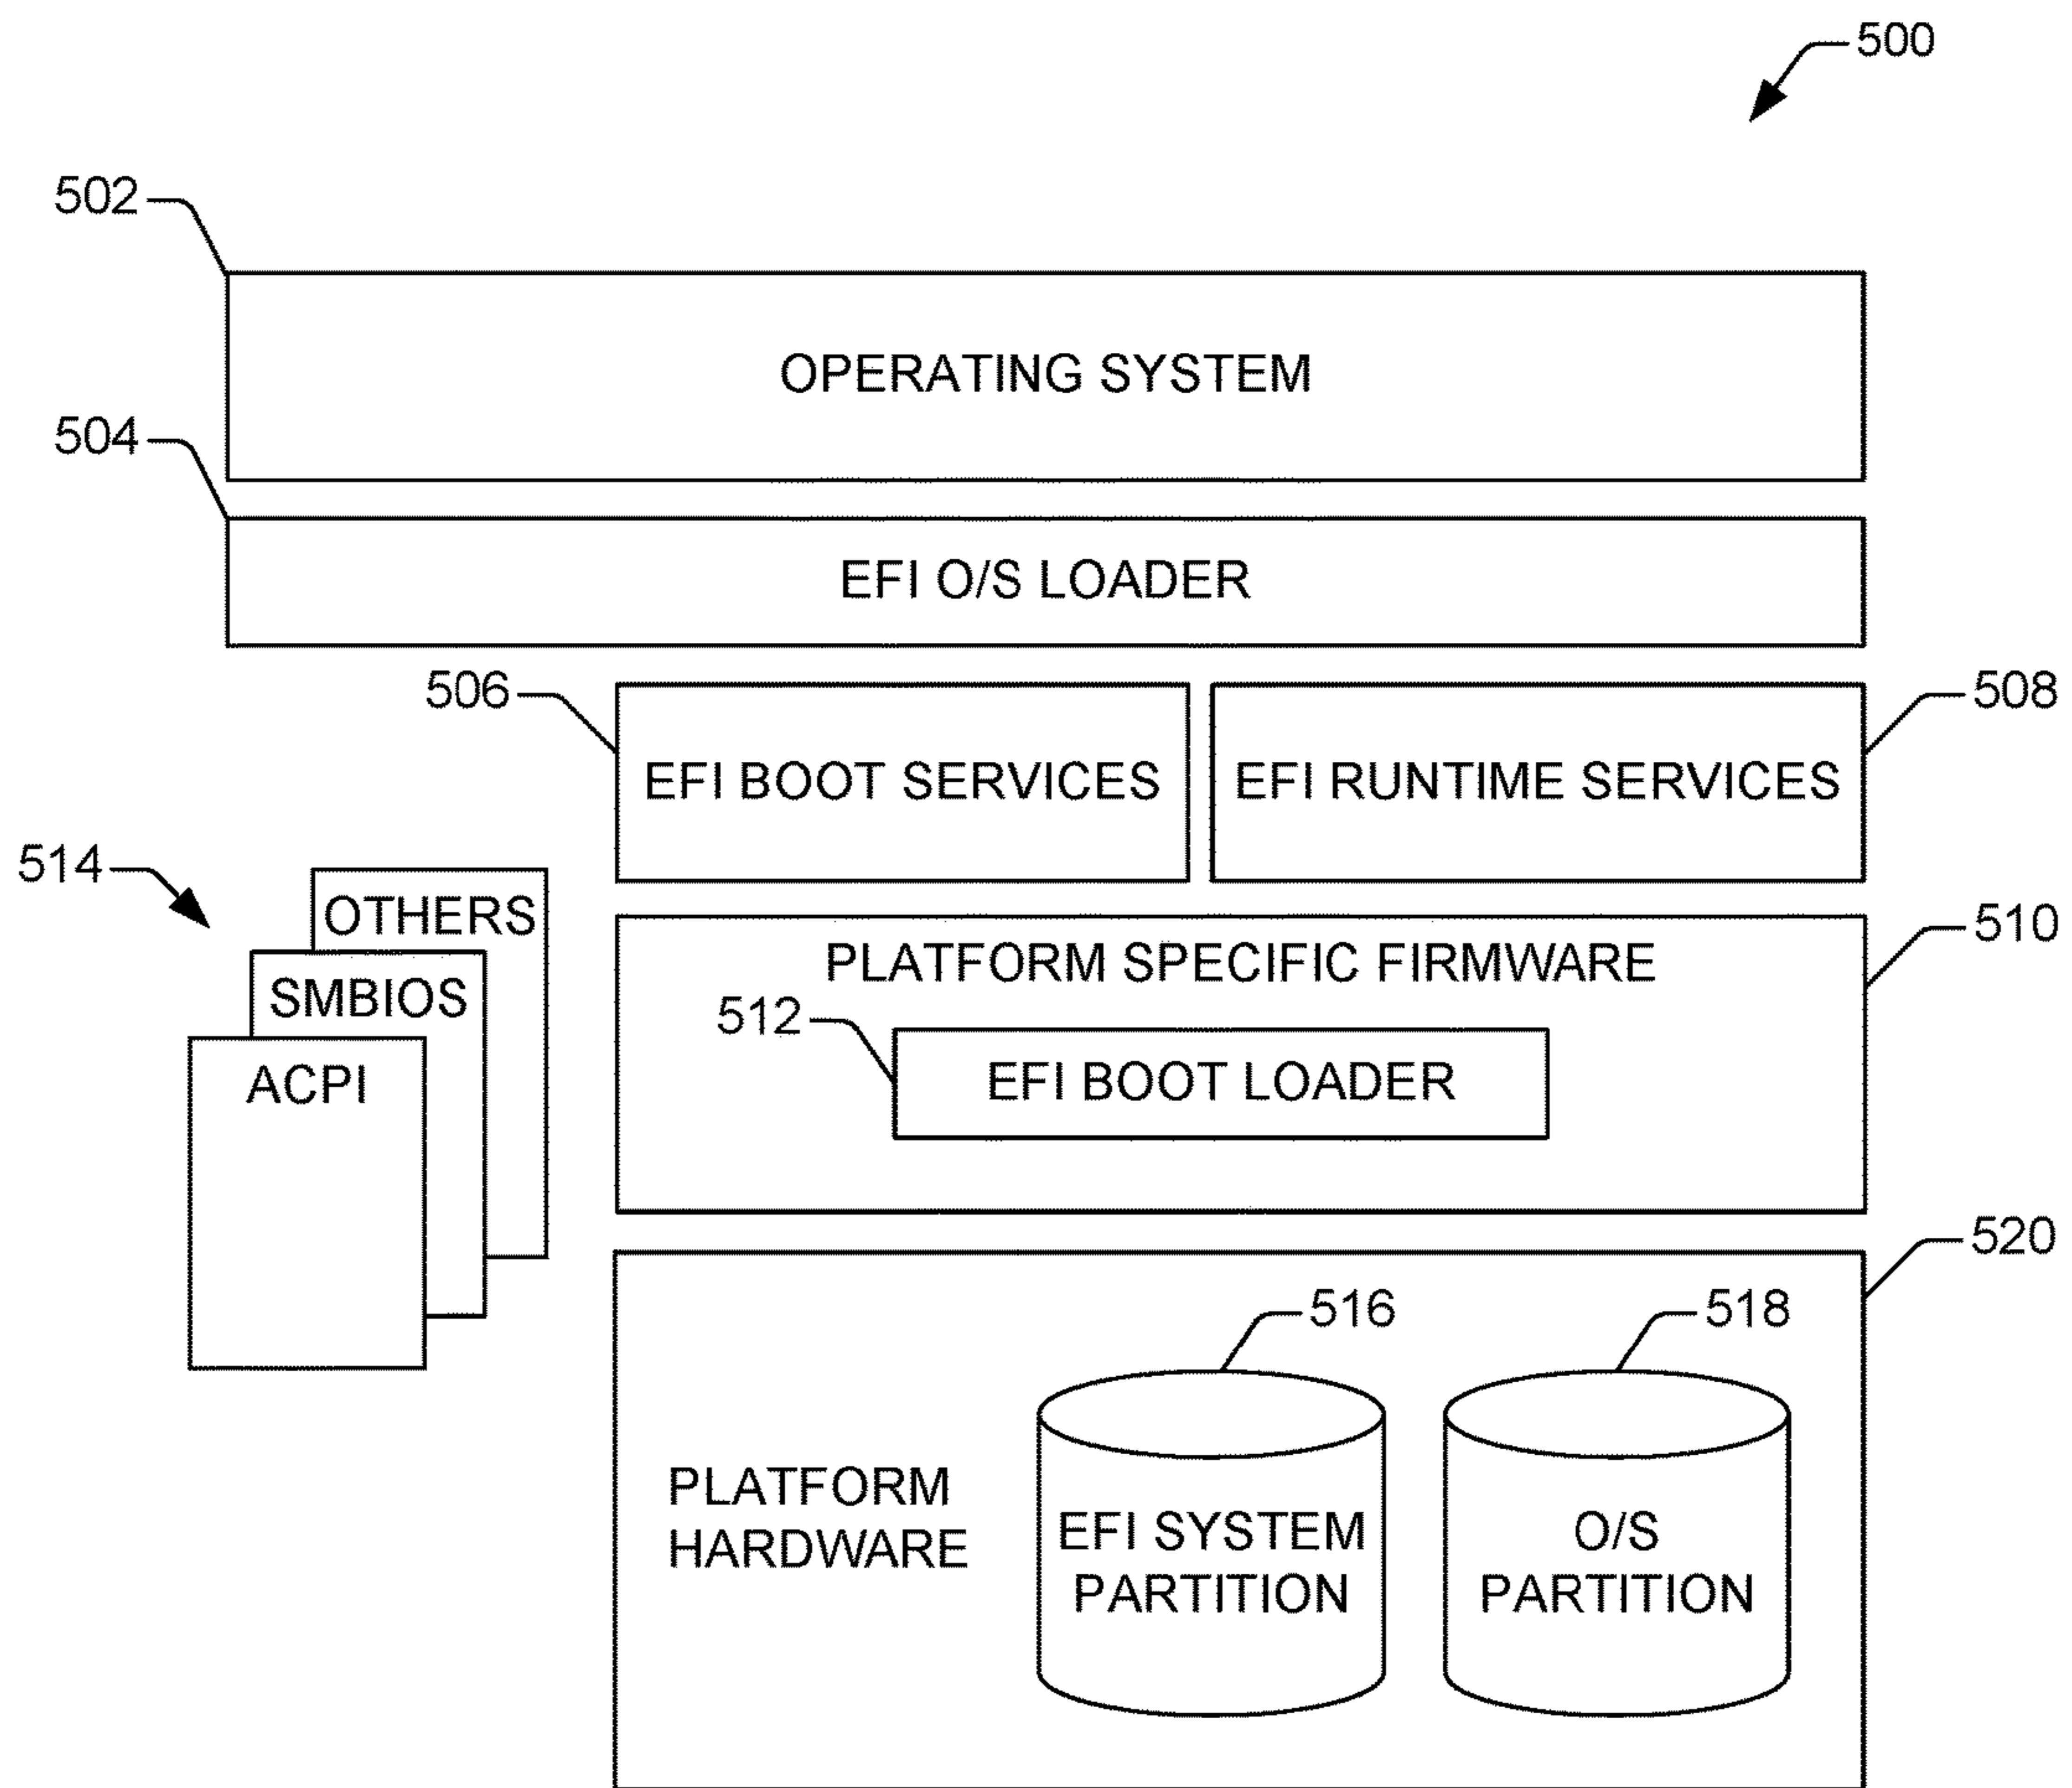 500
502
OPERATING SYSTEM
504
EFI O/S LOADER
506
508
EFI BOOT SERVICES
EFI RUNTIME SERVICES
514
OTHERS
SMBIOS
ACPI
510
PLATFORM SPECIFIC FIRMWARE
512
EFI BOOT LOADER
520
516
518
PLATFORM
HARDWARE
EFI SYSTEM
PARTITION
O/S
PARTITION